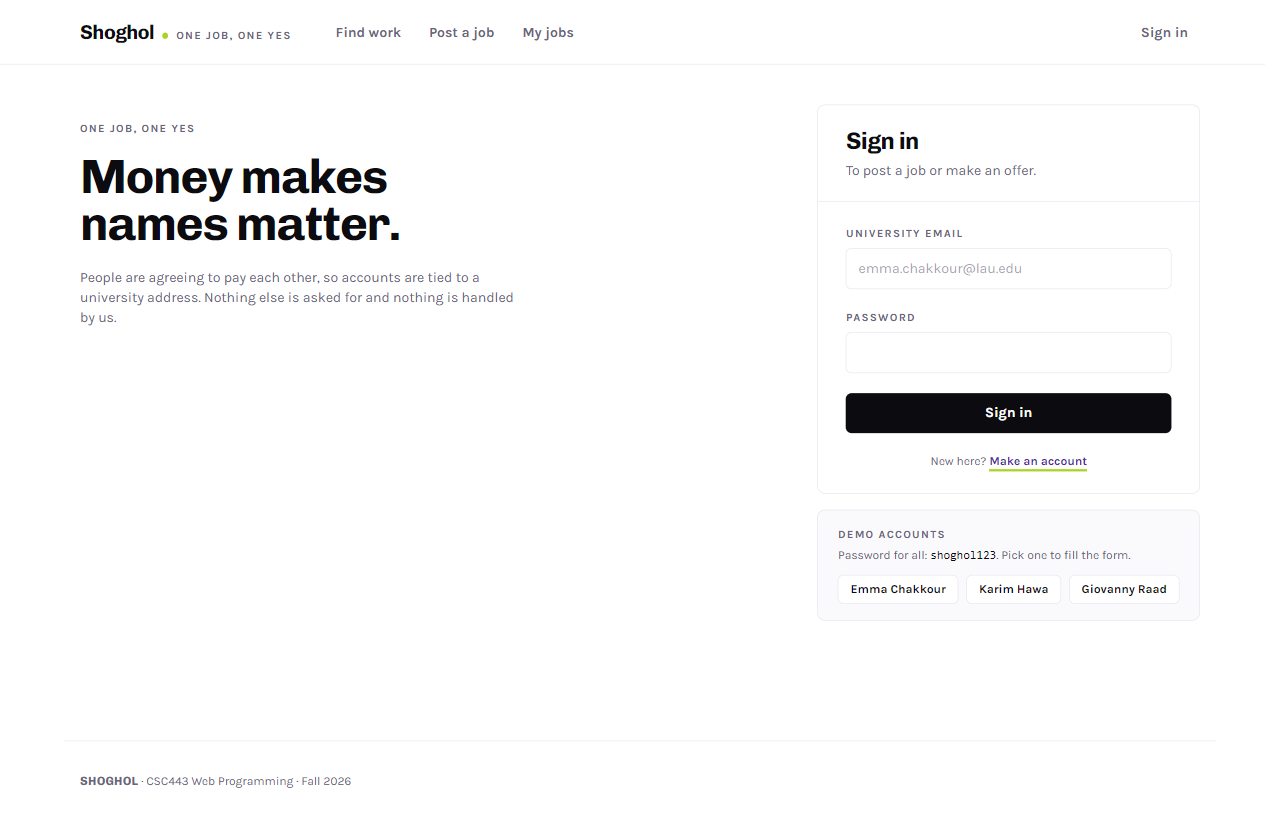 Shoghol ONE JOB, ONE YES Find work Post a job My jobs Sign in
ONE JOB, ONE YES
Money makes
names matter.
People are agreeing to pay each other, so accounts are tied to a
university address. Nothing else is asked for and nothing is handled
by us.
Sign in
To post a job or make an offer.
UNIVERSITY EMAIL
emma.chakkour@lau.edu
PASSWORD
Sign in
New here? Make an account
DEMO ACCOUNTS
Password for all: shoghol123. Pick one to fill the form.
Emma Chakkour Karim Hawa Giovanny Raad
SHOGHOL · CSC443 Web Programming · Fall 2026